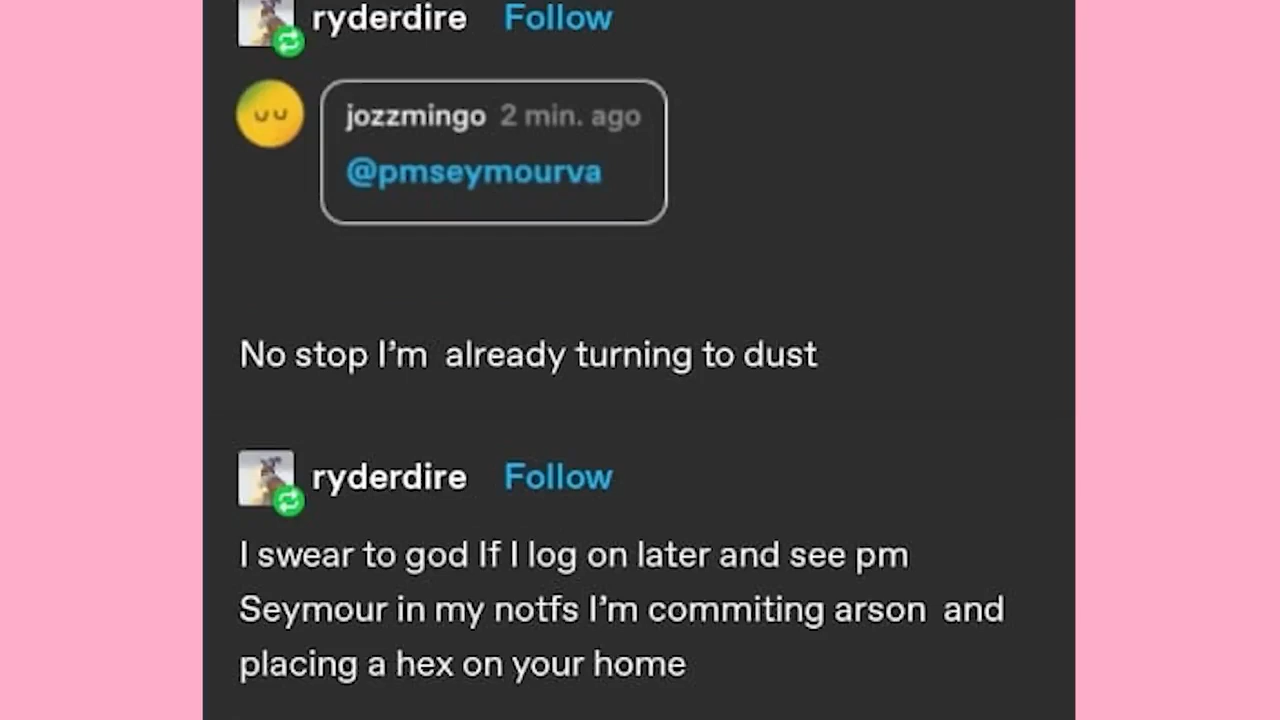 ryderdire Follow
jozzmingo 2 min. ago
@pmseymourva
No stop I’m already turning to dust
ryderdire Follow
I swear to god If I log on later and see pm
Seymour in my notfs I’m commiting arson and
placing a hex on your home